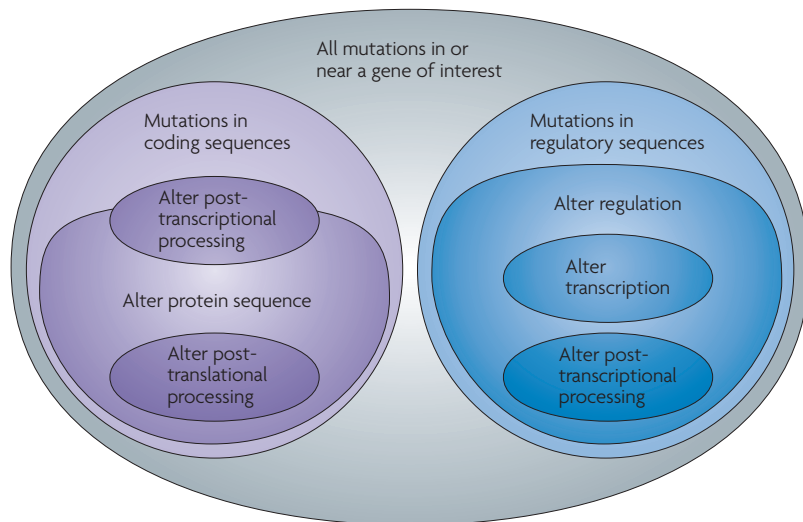 All mutations in or
near a gene of interest
Mutations in
coding sequences
Alter post-
transcriptional
processing
Alter protein sequence
Alter post-
translational
processing
Mutations in
regulatory sequences
Alter regulation
Alter
transcription
Alter post-
transcriptional
processing